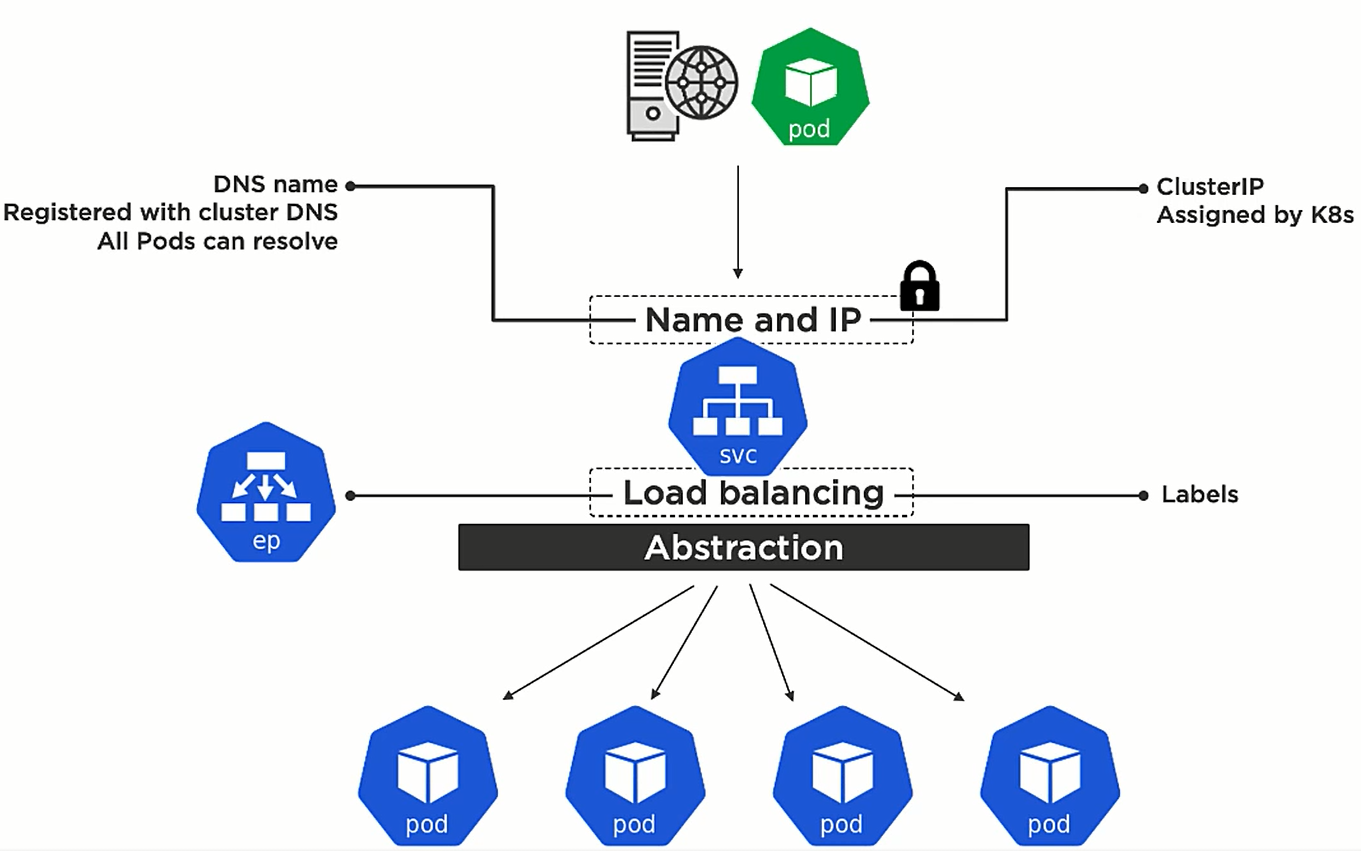 pod
DNS name
Registered with cluster DNS
All Pods can resolve
ClusterIP
Assigned by K8s
Name and IP
svc
ep
Load balancing
Labels
Abstraction
pod
pod
pod
pod